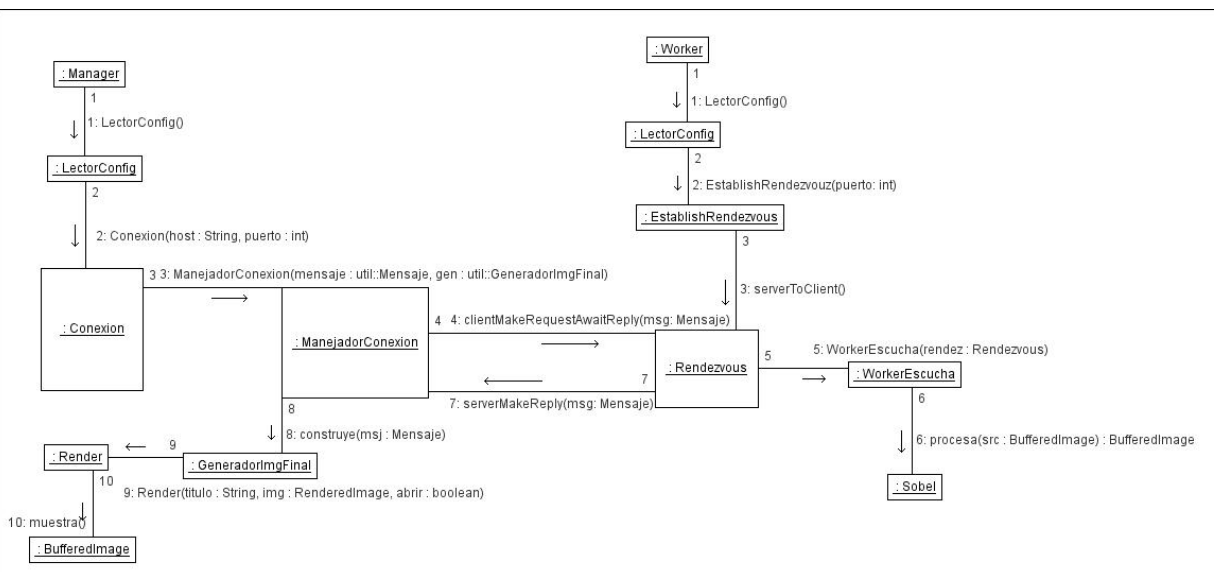 : Worker
: Manager
1
1
1: LectorConfig()
1: LectorConfig()
: LectorConfig
: LectorConfig
2
2
2: EstablishRendezvouz(puerto: int)
: EstablishRendezvous
2: Conexion(host : String, puerto : int)
3
3 3: ManejadorConexion(mensaje : util::Mensaje, gen : util::GeneradorImgFinal)
3: serverToClient()
: Conexion
: ManejadorConexion
4 4: clientMakeRequestAwaitReply(msg: Mensaje)
: Rendezvous
5
5: WorkerEscucha(rendez : Rendezvous)
: WorkerEscucha
7
7: serverMakeReply(msg: Mensaje)
6
8
8: construye(msj : Mensaje)
6: procesa(src : BufferedImage) : BufferedImage
9
: Render
: GeneradorImgFinal
: Sobel
10
9: Render(titulo : String, img : RenderedImage, abrir : boolean)
10: muestra()
: BufferedImage